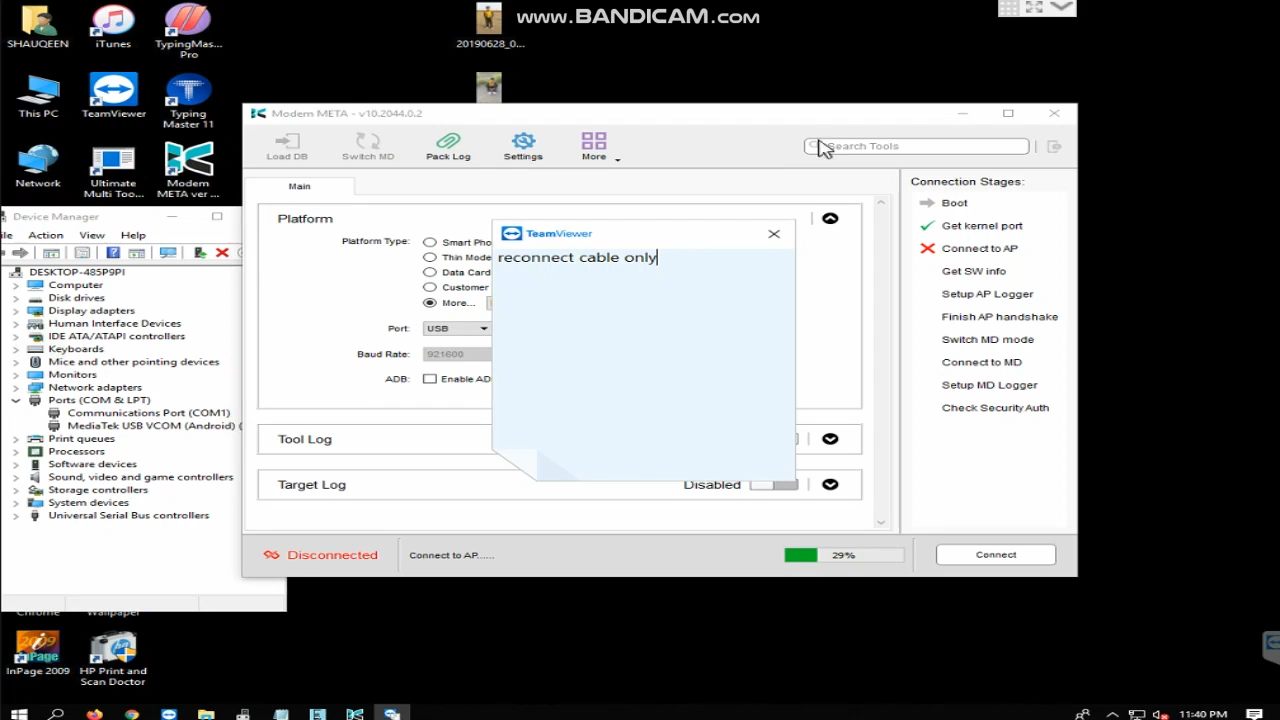 www.BANDICAM.com
SHAUQEEN
iTunes
TypingMas...
Pro
20190628_0...
This PC
TeamViewer
Typing
Master 11
Network
Ultimate
Multi Too...
Modem
META ver ...
Modem META - v10.2044.0.2
Load DB
Switch MD
Pack Log
Settings
More
Search Tools
Main
Platform
Platform Type:
Smart Pho
Thin Mode
Data Card
Customer
More...
Port:
USB
Baud Rate:
921600
ADB:
Enable AD
Tool Log
Target Log
Disabled
TeamViewer
reconnect cable only
Connection Stages:
Boot
Get kernel port
Connect to AP
Get SW info
Setup AP Logger
Finish AP handshake
Switch MD mode
Connect to MD
Setup MD Logger
Check Security Auth
Disconnected
Connect to AP......
29%
Connect
Device Manager
ile Action View Help
DESKTOP-485P9PI
Computer
Disk drives
Display adapters
Human Interface Devices
IDE ATA/ATAPI controllers
Keyboards
Mice and other pointing devices
Monitors
Network adapters
Ports (COM & LPT)
Communications Port (COM1)
MediaTek USB VCOM (Android) (
Print queues
Processors
Software devices
Sound, video and game controllers
Storage controllers
System devices
Universal Serial Bus controllers
Chrome
Wallpaper
2009
InPage 2009
HP Print and
Scan Doctor
11:40 PM